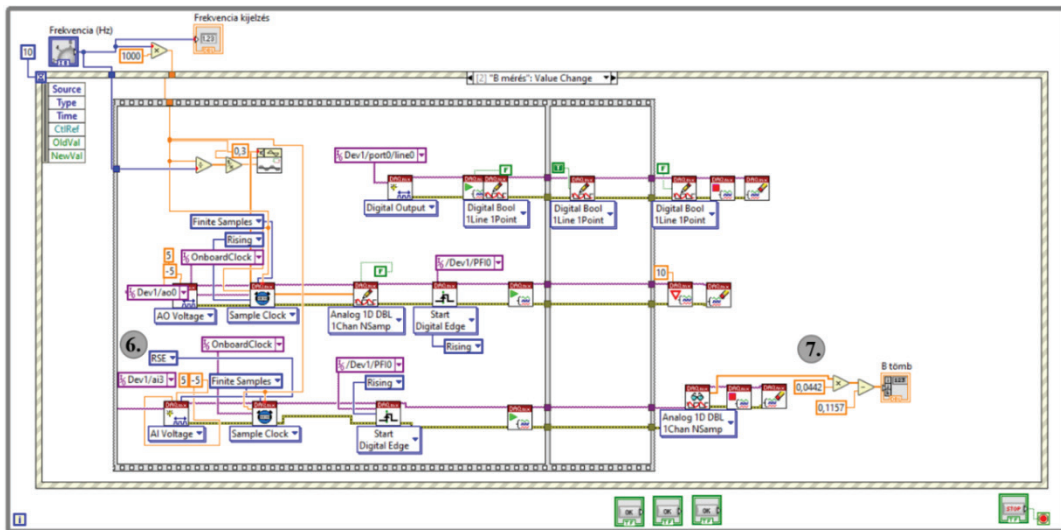 Frekvencia (Hz)
Frekvencia kijelzés
1.23
10
1000
[2] "B mérés": Value Change
Source
Type
Time
CtlRef
OldVal
NewVal
0,3
Dev1/port0/line0
F
F
Digital Output
Digital Bool
1Line 1Point
Digital Bool
1Line 1Point
Digital Bool
1Line 1Point
Finite Samples
Rising
OnboardClock
5
-5
Dev1/ao0
F
/Dev1/PFI0
10
AO Voltage
Sample Clock
Analog 1D DBL
1Chan NSamp
Start
Digital Edge
Rising
6.
OnboardClock
RSE
Dev1/ai3
5
-5
Finite Samples
/Dev1/PFI0
Rising
AI Voltage
Sample Clock
Start
Digital Edge
7.
B tömb
0,0442
0,1157
Analog 1D DBL
1Chan NSamp
i
OK
OK
OK
STOP